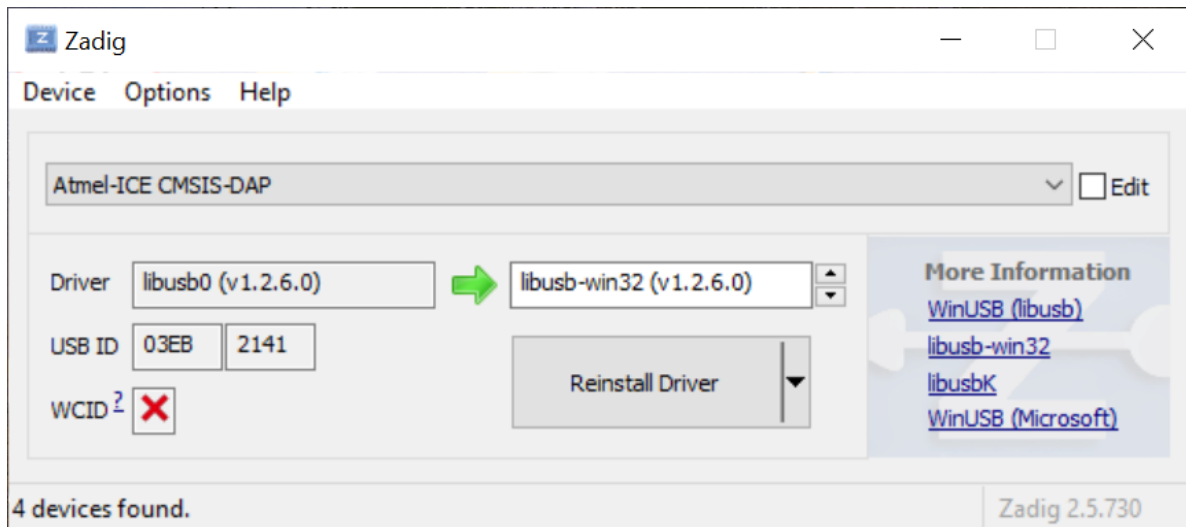 Zadig
Device Options Help
Atmel-ICE CMSIS-DAP
Edit
Driver libusb0 (v1.2.6.0) libusb-win32 (v1.2.6.0)
USB ID 03EB 2141
WCID ?
Reinstall Driver
More Information
WinUSB (libusb)
libusb-win32
libusbK
WinUSB (Microsoft)
4 devices found.
Zadig 2.5.730